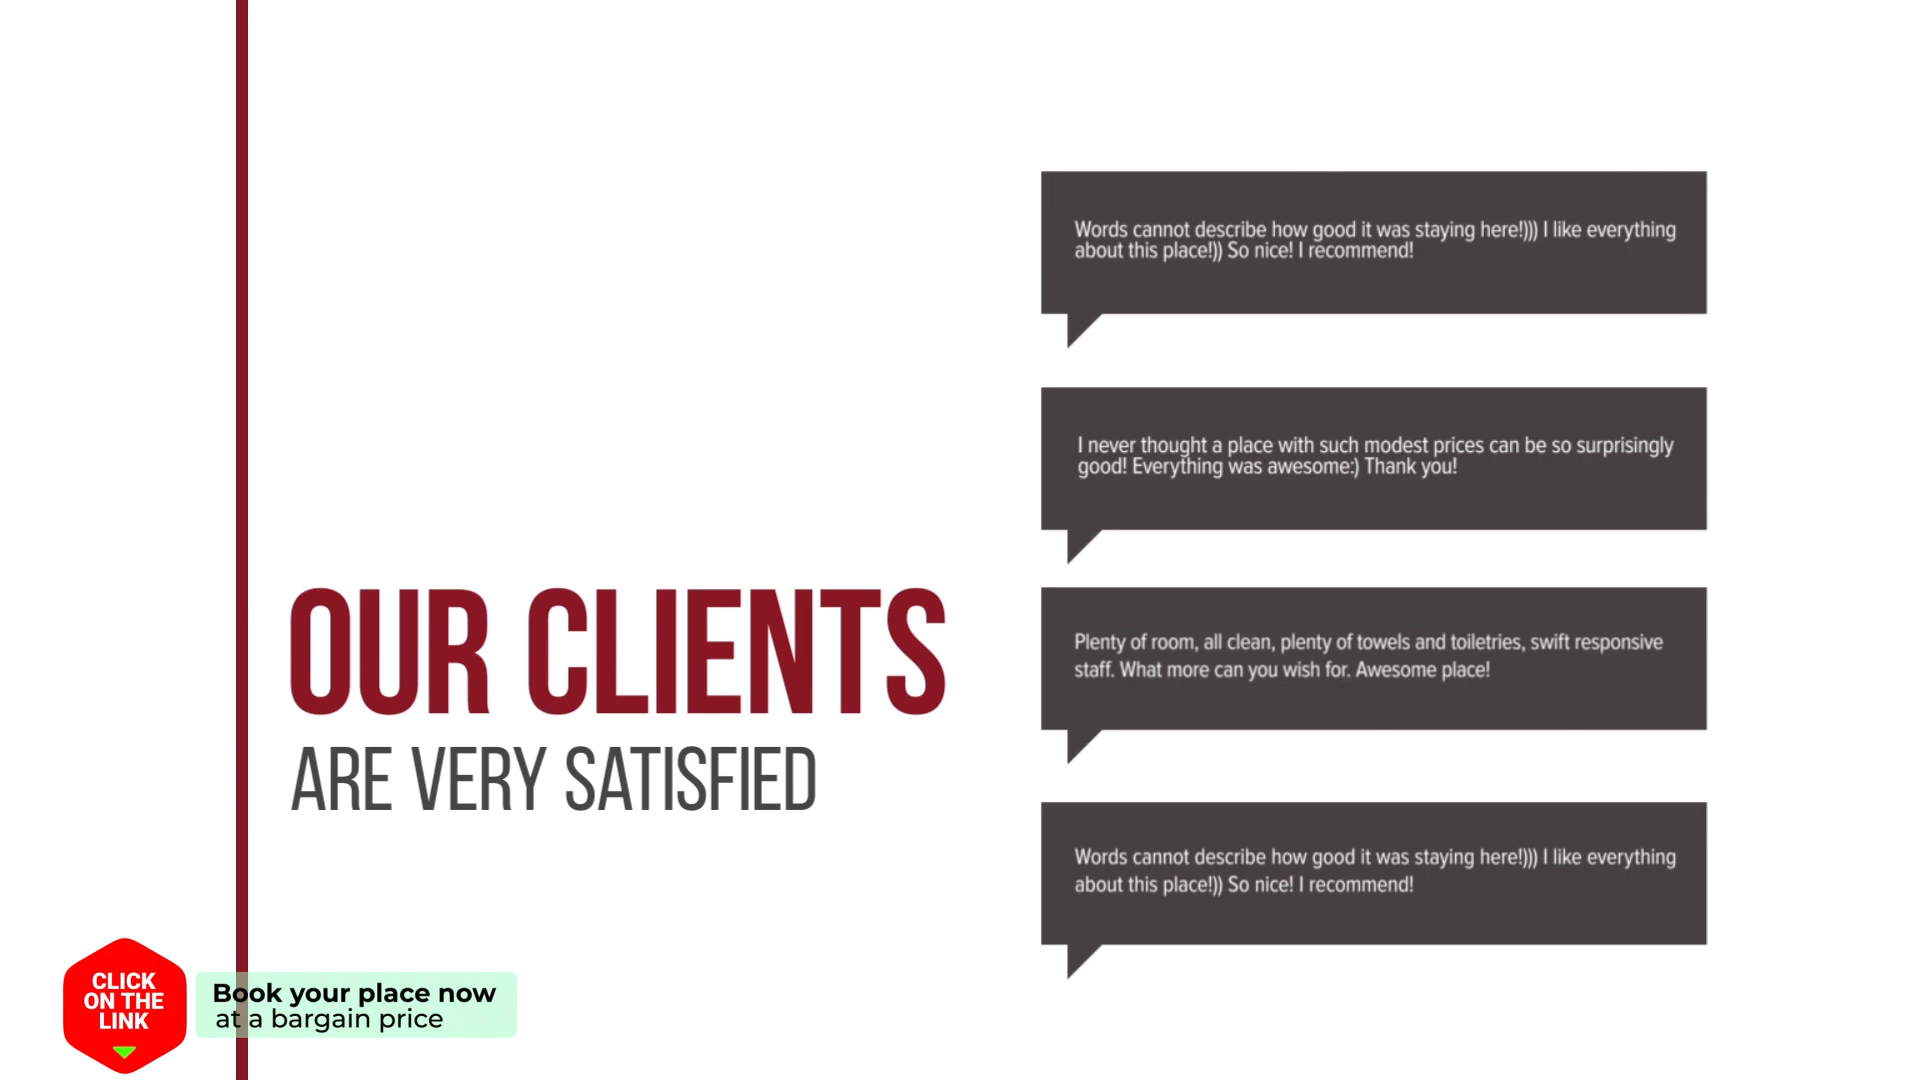 Words cannot describe how good it was staying here!))) I like everything
about this place!)) So nice! I recommend!
I never thought a place with such modest prices can be so surprisingly
good! Everything was awesome:) Thank you!
OUR CLIENTS
ARE VERY SATISFIED
Plenty of room, all clean, plenty of towels and toiletries, swift responsive
staff. What more can you wish for. Awesome place!
Words cannot describe how good it was staying here!))) I like everything
about this place!)) So nice! I recommend!
CLICK
ON THE
LINK
Book your place now
at a bargain price